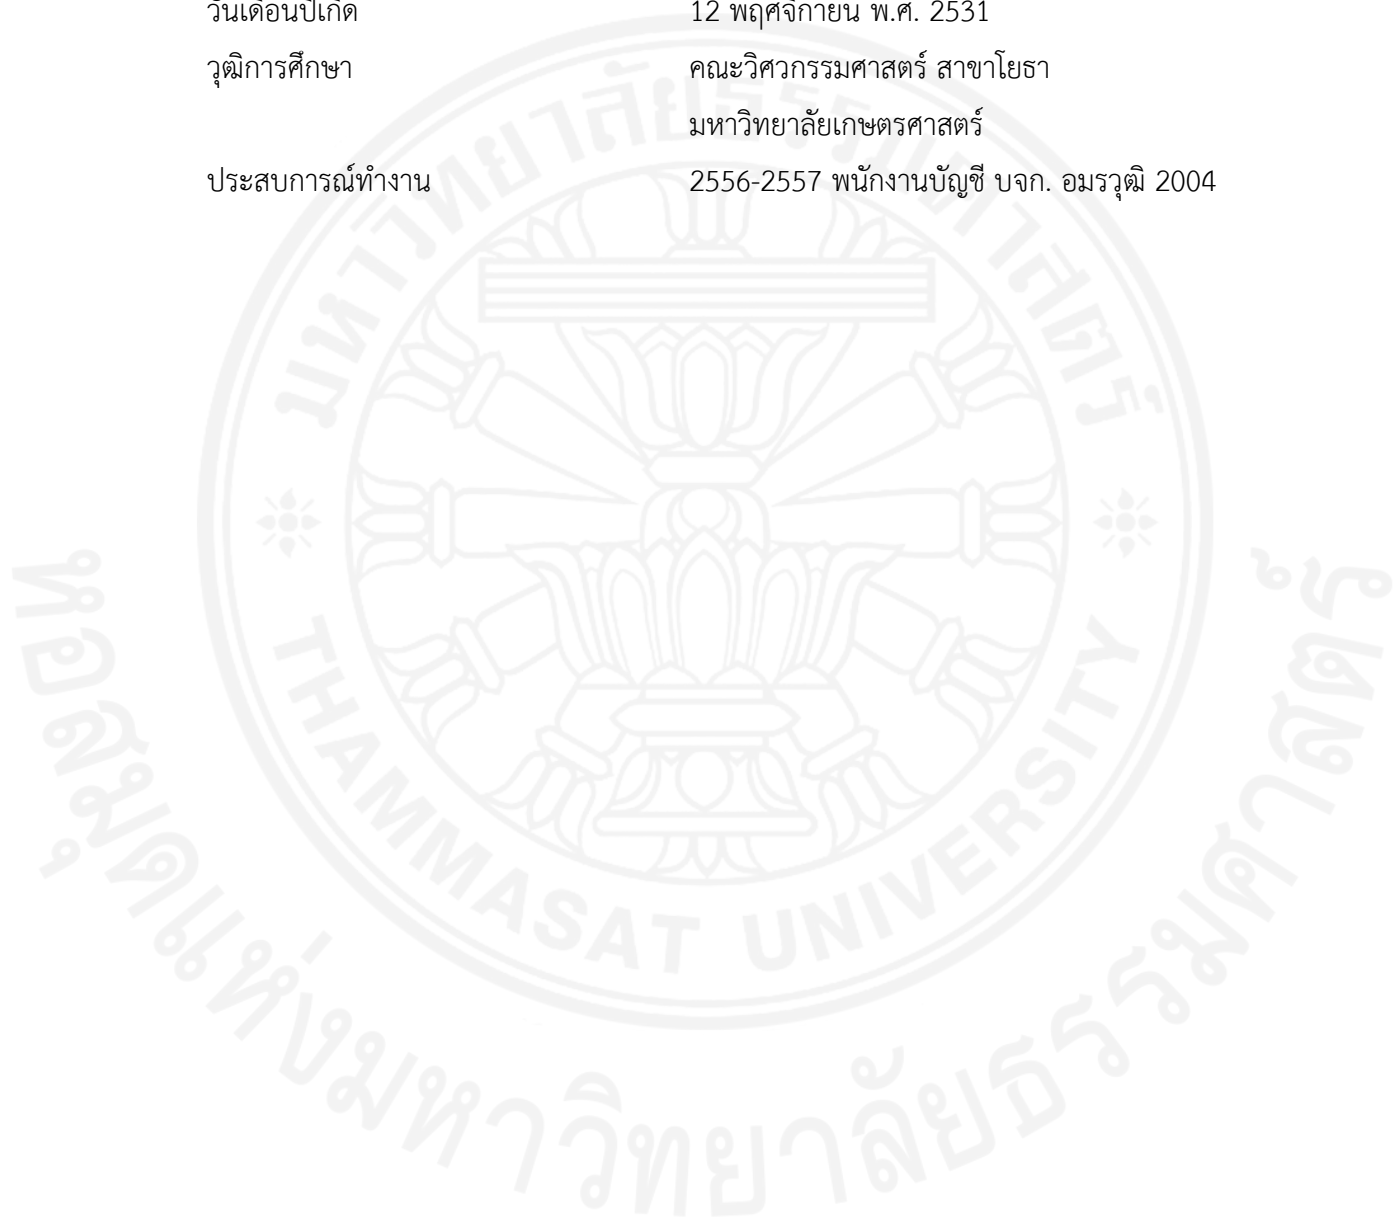 วันเดือนปีเกิด 12 พฤศจิกายน พ.ศ. 2531
วุฒิการศึกษา คณะวิศวกรรมศาสตร์ สาขาโยธา
มหาวิทยาลัยเกษตรศาสตร์
ประสบการณ์ทำงาน 2556-2557 พนักงานบัญชี บจก. อมรวุฒิ 2004
มหาวิทยาลัยธรรมศาสตร์
THAMMASAT UNIVERSITY
หอสมุดแห่งมหาวิทยาลัยธรรมศาสตร์